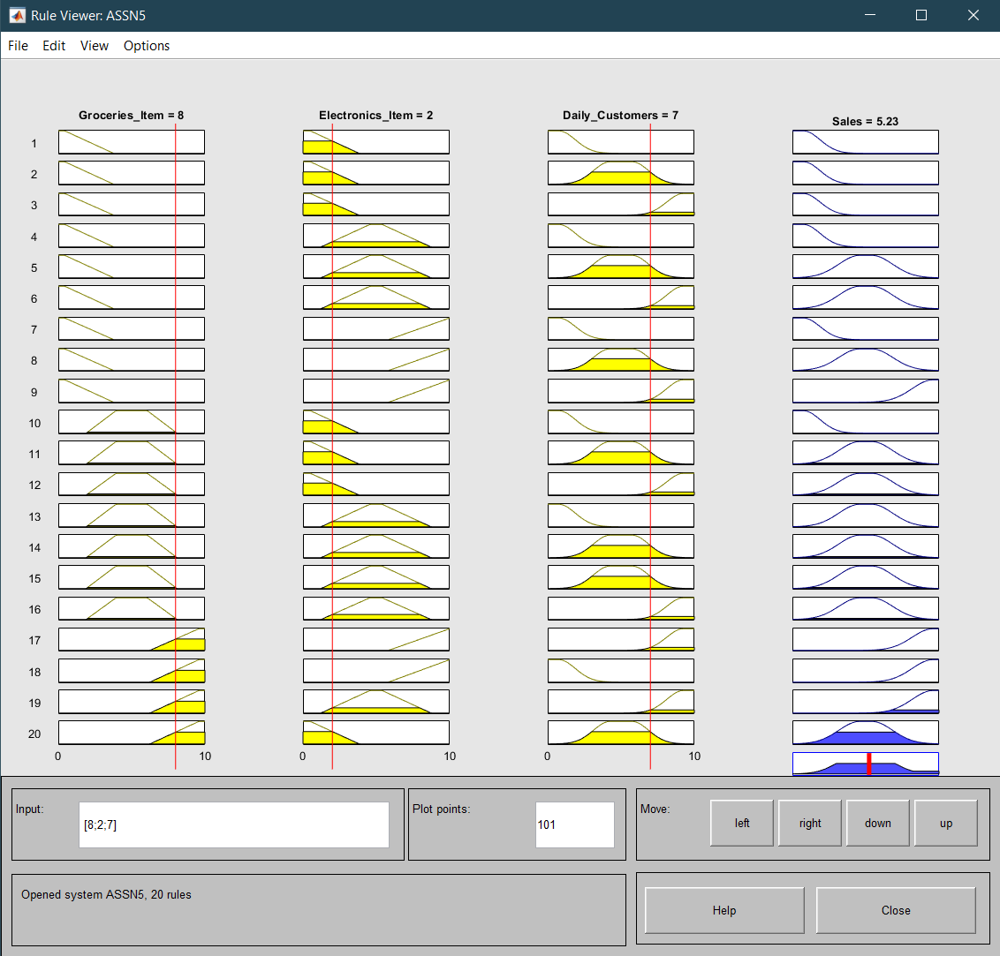 Rule Viewer: ASSN5
File Edit View Options
Groceries_Item = 8 Electronics_Item = 2 Daily_Customers = 7 Sales = 5.23
1
2
3
4
5
6
7
8
9
10
11
12
13
14
15
16
17
18
19
20
0 10 0 10 0 10
Input: [8;2;7] Plot points: 101 Move: left right down up
Opened system ASSN5, 20 rules
Help Close